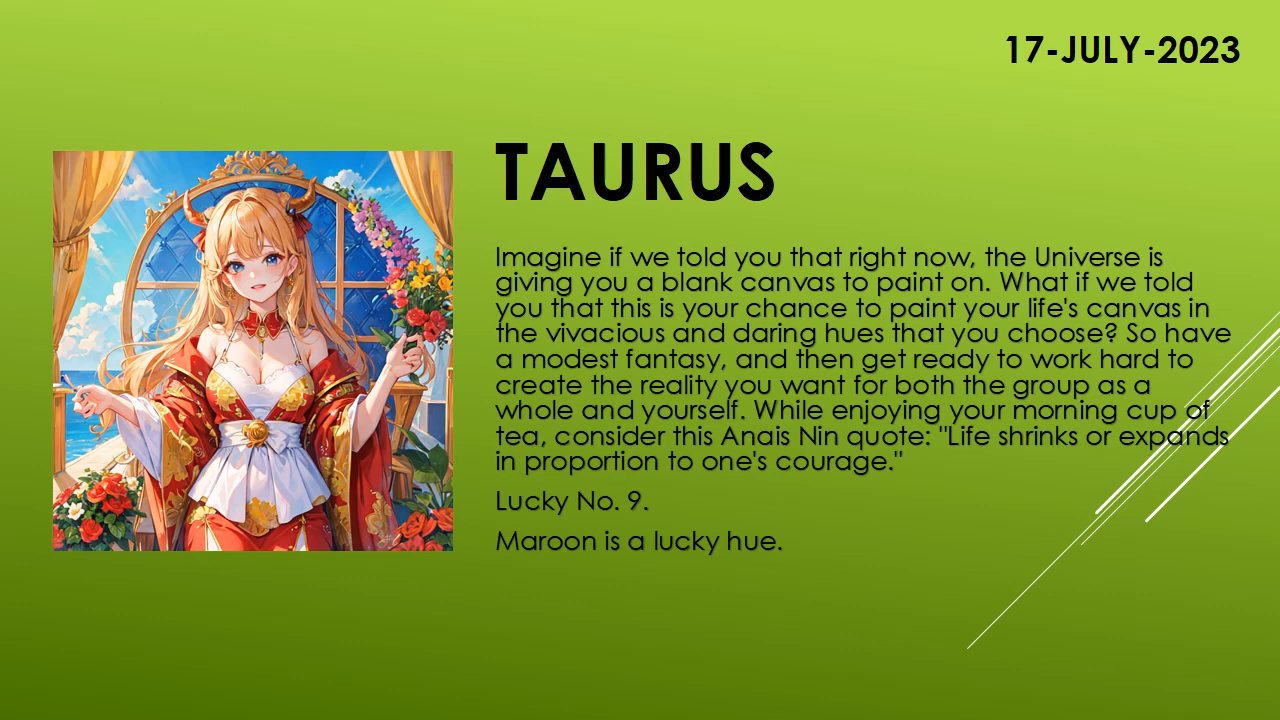 17-JULY-2023
TAURUS
Imagine if we told you that right now, the Universe is
giving you a blank canvas to paint on. What if we told
you that this is your chance to paint your life's canvas in
the vivacious and daring hues that you choose? So have
a modest fantasy, and then get ready to work hard to
create the reality you want for both the group as a
whole and yourself. While enjoying your morning cup of
tea, consider this Anais Nin quote: "Life shrinks or expands
in proportion to one's courage."
Lucky No. 9.
Maroon is a lucky hue.